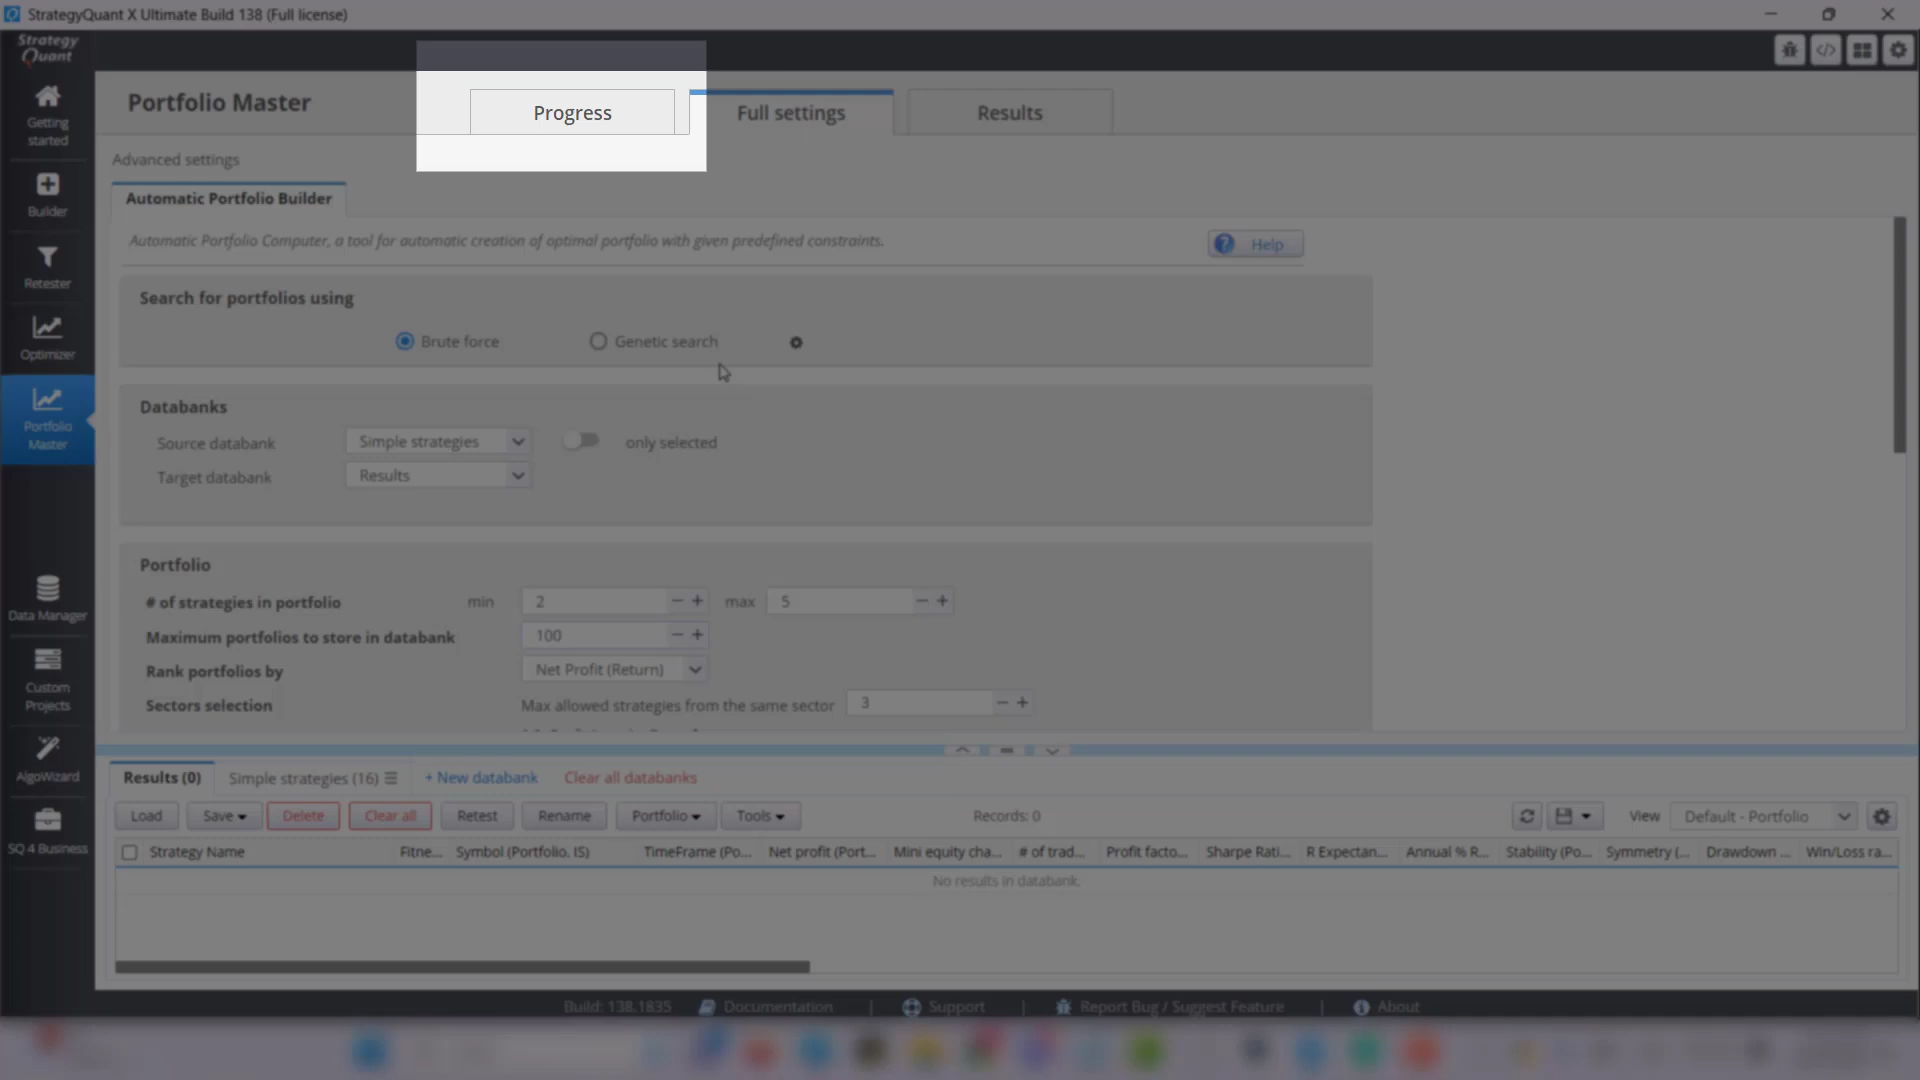 StrategyQuant X Ultimate Build 138 (Full license)
Strategy
Quant
Getting
started
Builder
Retester
Optimizer
Portfolio
Master
Data Manager
Custom
Projects
AlgoWizard
SQ 4 Business
Portfolio Master
Progress
Full settings
Results
Advanced settings
Automatic Portfolio Builder
Automatic Portfolio Computer, a tool for automatic creation of optimal portfolio with given predefined constraints.
Help
Search for portfolios using
Brute force
Genetic search
Databanks
Source databank
Simple strategies
only selected
Target databank
Results
Portfolio
# of strategies in portfolio
min
2
max
5
Maximum portfolios to store in databank
100
Rank portfolios by
Net Profit (Return)
Sectors selection
Max allowed strategies from the same sector
3
Results (0)
Simple strategies (16)
+ New databank
Clear all databanks
Load
Save
Delete
Clear all
Retest
Rename
Portfolio
Tools
Records: 0
View
Default - Portfolio
Strategy Name
Fitne...
Symbol (Portfolio, IS)
TimeFrame (Po...
Net profit (Port...
Mini equity cha...
# of trad...
Profit facto...
Sharpe Rati...
R Expectan...
Annual % R...
Stability (Po...
Symmetry (...
Drawdown ...
Win/Loss ra...
No results in databank.
Build: 138.1835
Documentation
|
Support
|
Report Bug / Suggest Feature
|
About